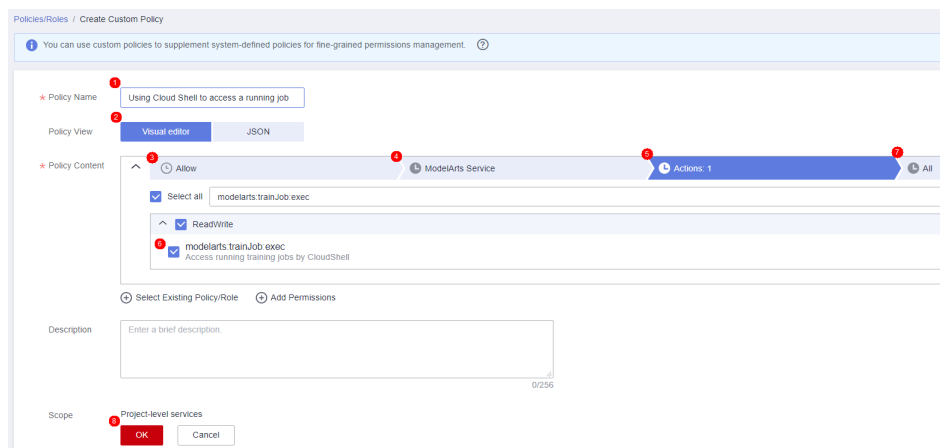 Policies/Roles / Create Custom Policy
You can use custom policies to supplement system-defined policies for fine-grained permissions management.
1
* Policy Name Using Cloud Shell to access a running job
2
Policy View Visual editor JSON
3 4 5 7
* Policy Content Allow ModelArts Service Actions: 1 All
Select all modelarts:trainJob:exec
ReadWrite
6 modelarts:trainJob:exec
Access running training jobs by CloudShell
Select Existing Policy/Role Add Permissions
Description Enter a brief description.
0/256
Scope Project-level services
8
OK Cancel